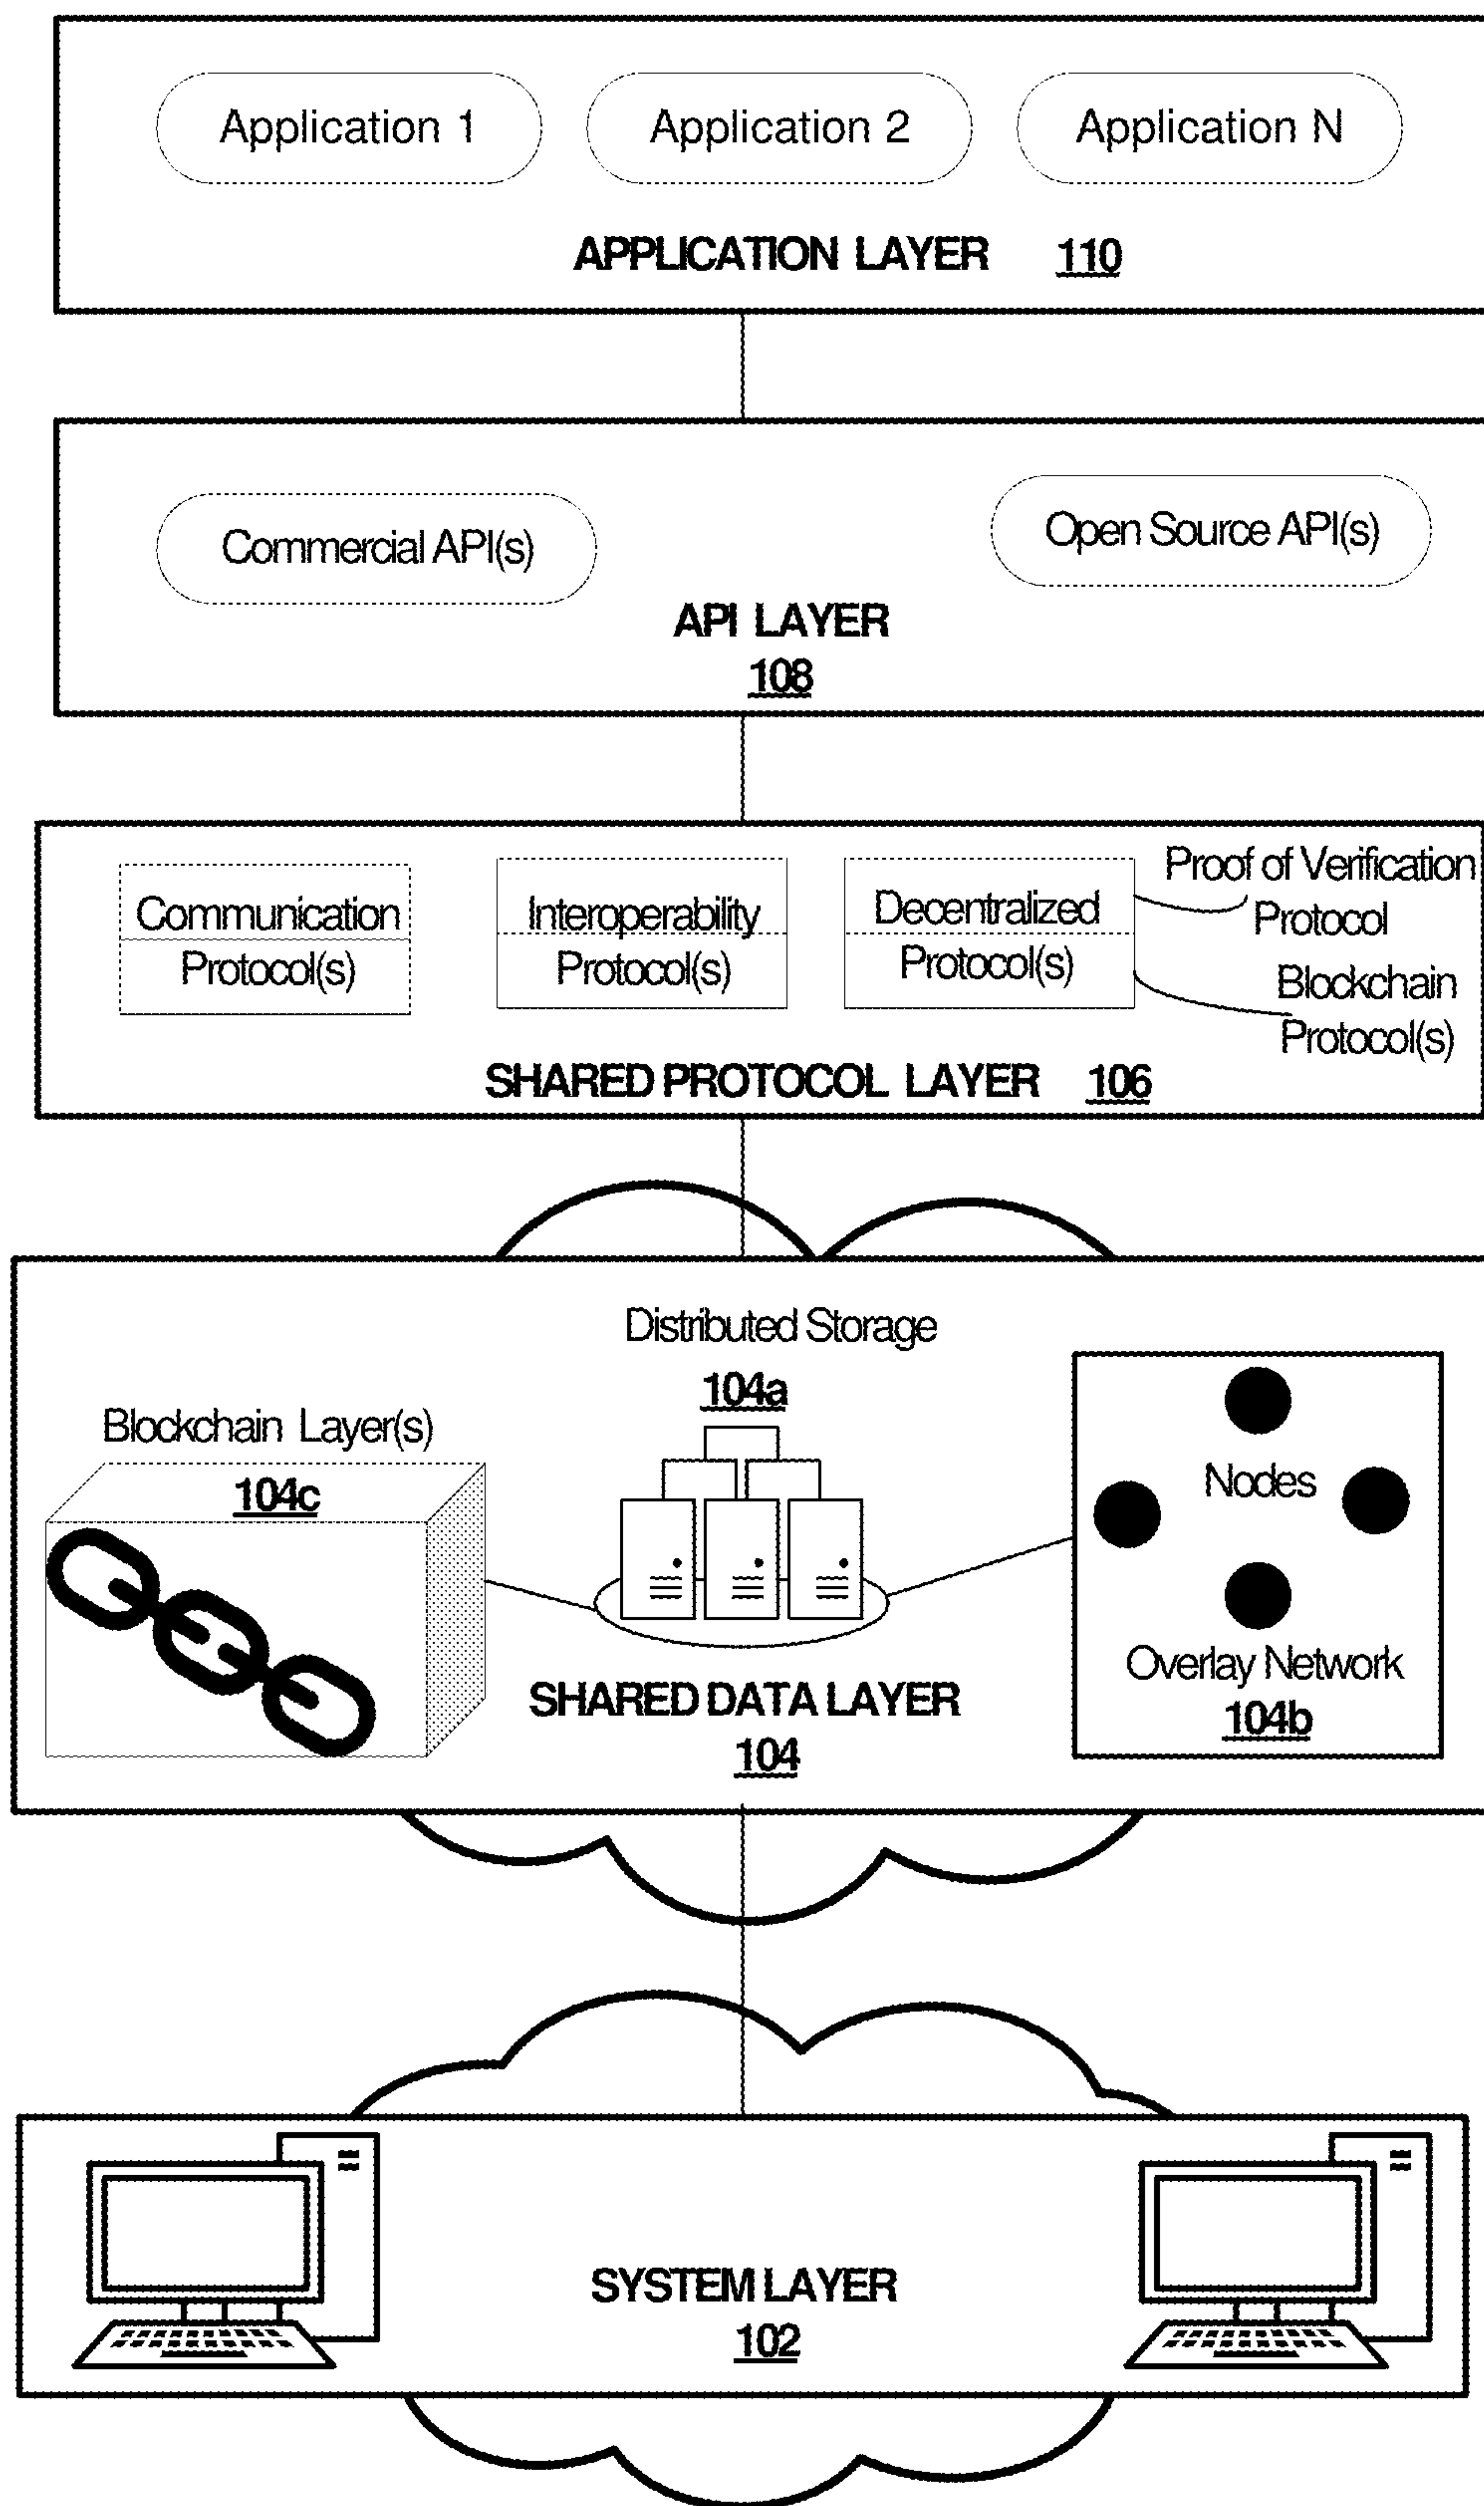 Application 1
Application 2
Application N
APPLICATION LAYER 110
Commercial API(s)
Open Source API(s)
API LAYER
108
Communication
Protocol(s)
Interoperability
Protocol(s)
Decentralized
Protocol(s)
Proof of Verification
Protocol
Blockchain
Protocol(s)
SHARED PROTOCOL LAYER 106
Distributed Storage
104a
Blockchain Layer(s)
104c
Nodes
Overlay Network
104b
SHARED DATA LAYER
104
SYSTEM LAYER
102